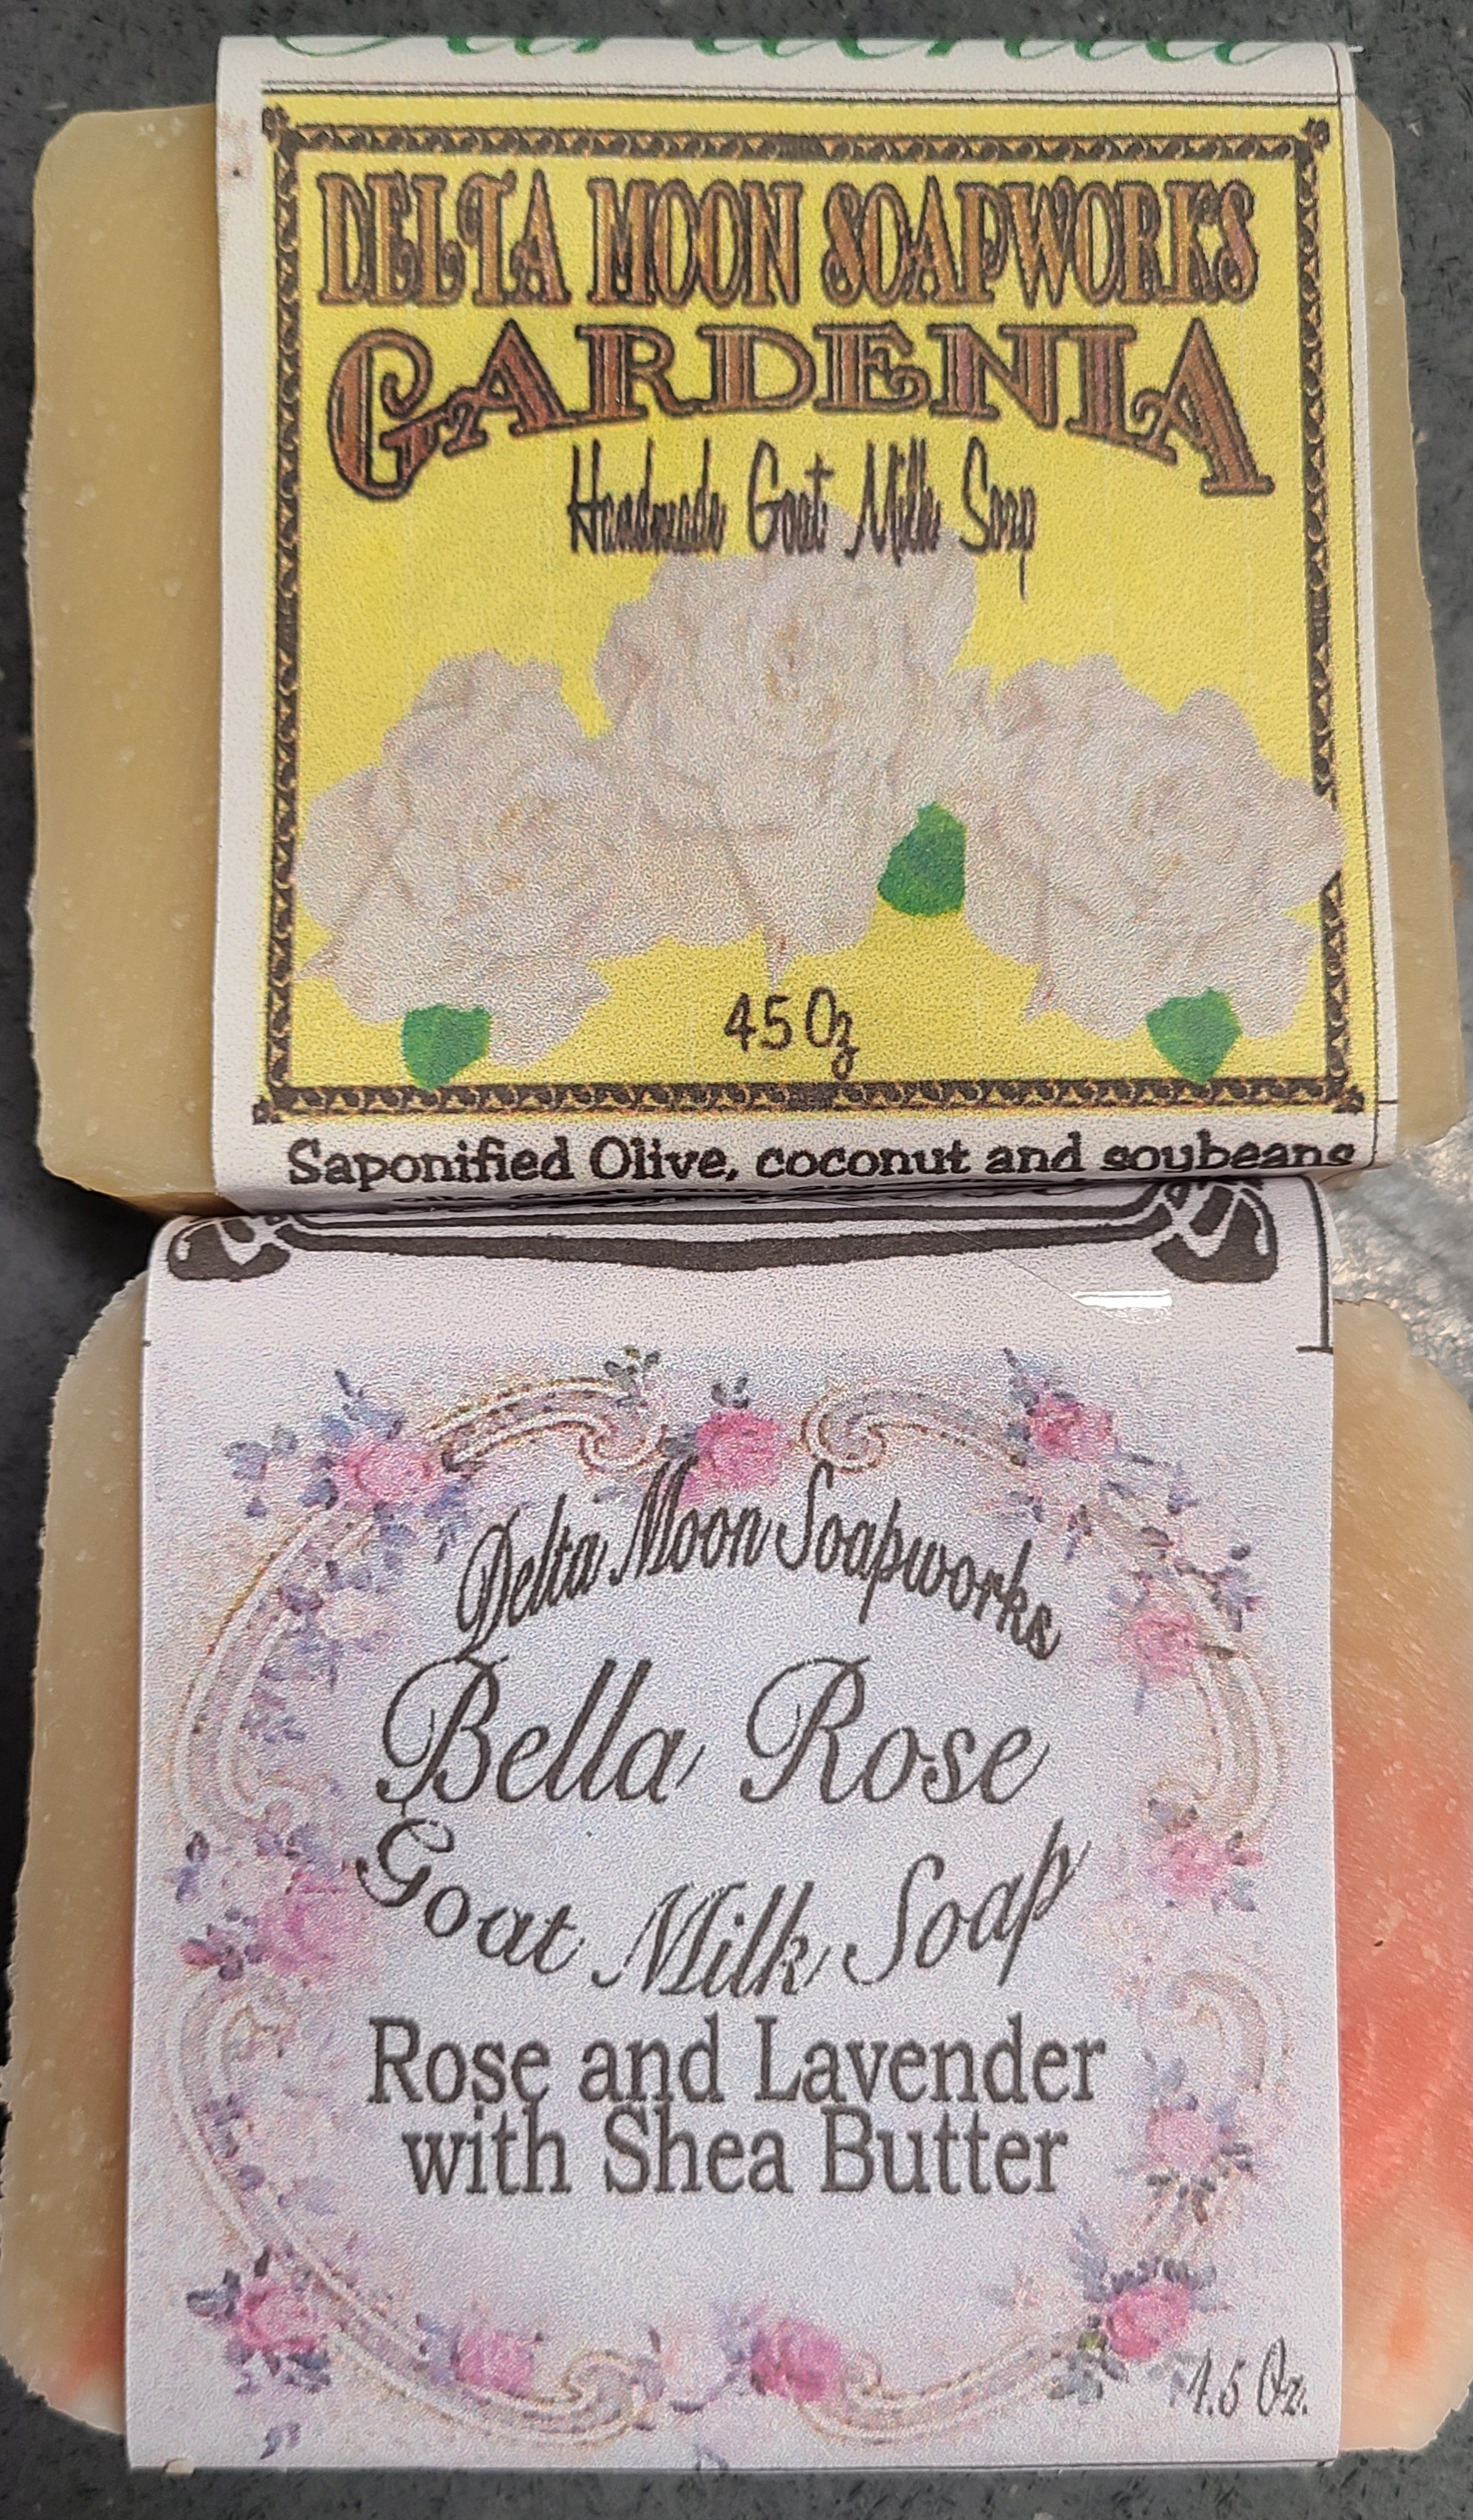 Gardenia
DELTA MOON SOAPWORKS
GARDENIA
Handmade Goat Milk Soap
4.5 Oz
Saponified Olive, coconut and soybeans
Delta Moon Soapworks
Bella Rose
Goat Milk Soap
Rose and Lavender
with Shea Butter
4.5 Oz.